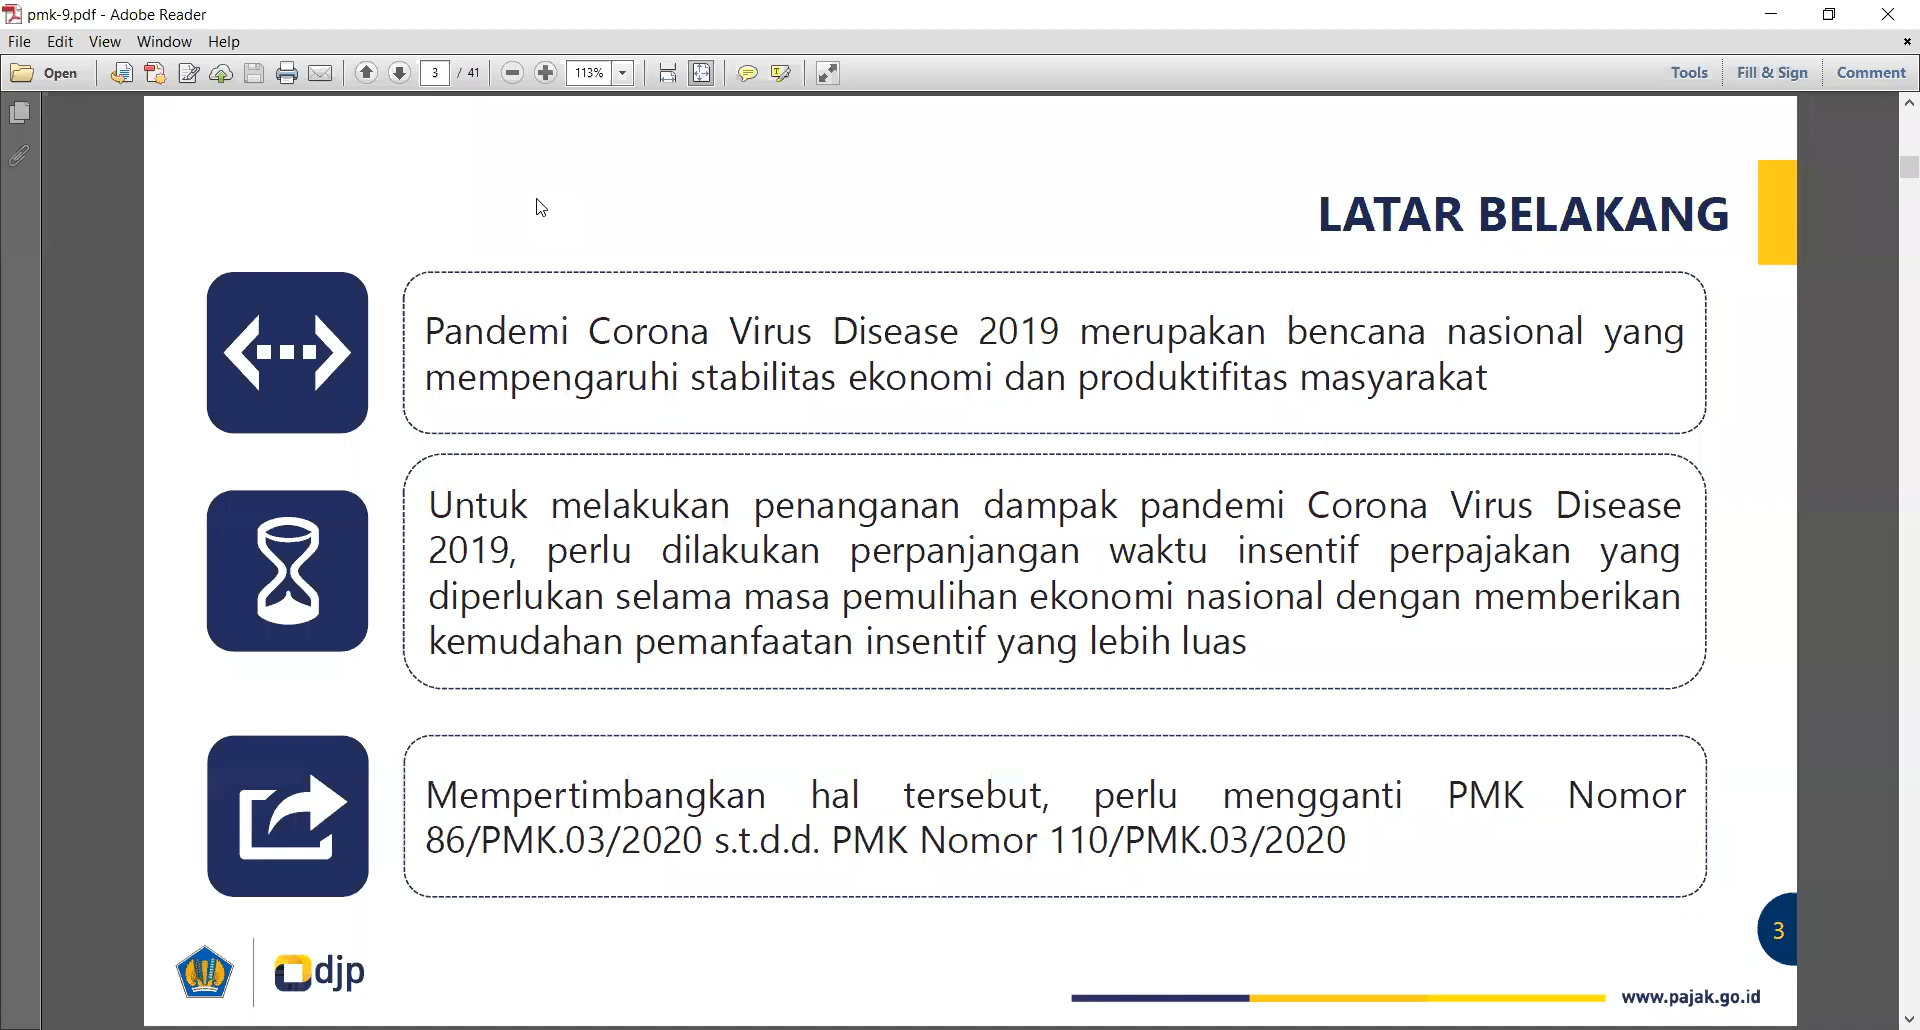 pmk-9.pdf - Adobe Reader
File Edit View Window Help
Open 3 / 41 113% Tools Fill & Sign Comment
LATAR BELAKANG
Pandemi Corona Virus Disease 2019 merupakan bencana nasional yang
mempengaruhi stabilitas ekonomi dan produktifitas masyarakat
Untuk melakukan penanganan dampak pandemi Corona Virus Disease
2019, perlu dilakukan perpanjangan waktu insentif perpajakan yang
diperlukan selama masa pemulihan ekonomi nasional dengan memberikan
kemudahan pemanfaatan insentif yang lebih luas
Mempertimbangkan hal tersebut, perlu mengganti PMK Nomor
86/PMK.03/2020 s.t.d.d. PMK Nomor 110/PMK.03/2020
3
djp
www.pajak.go.id